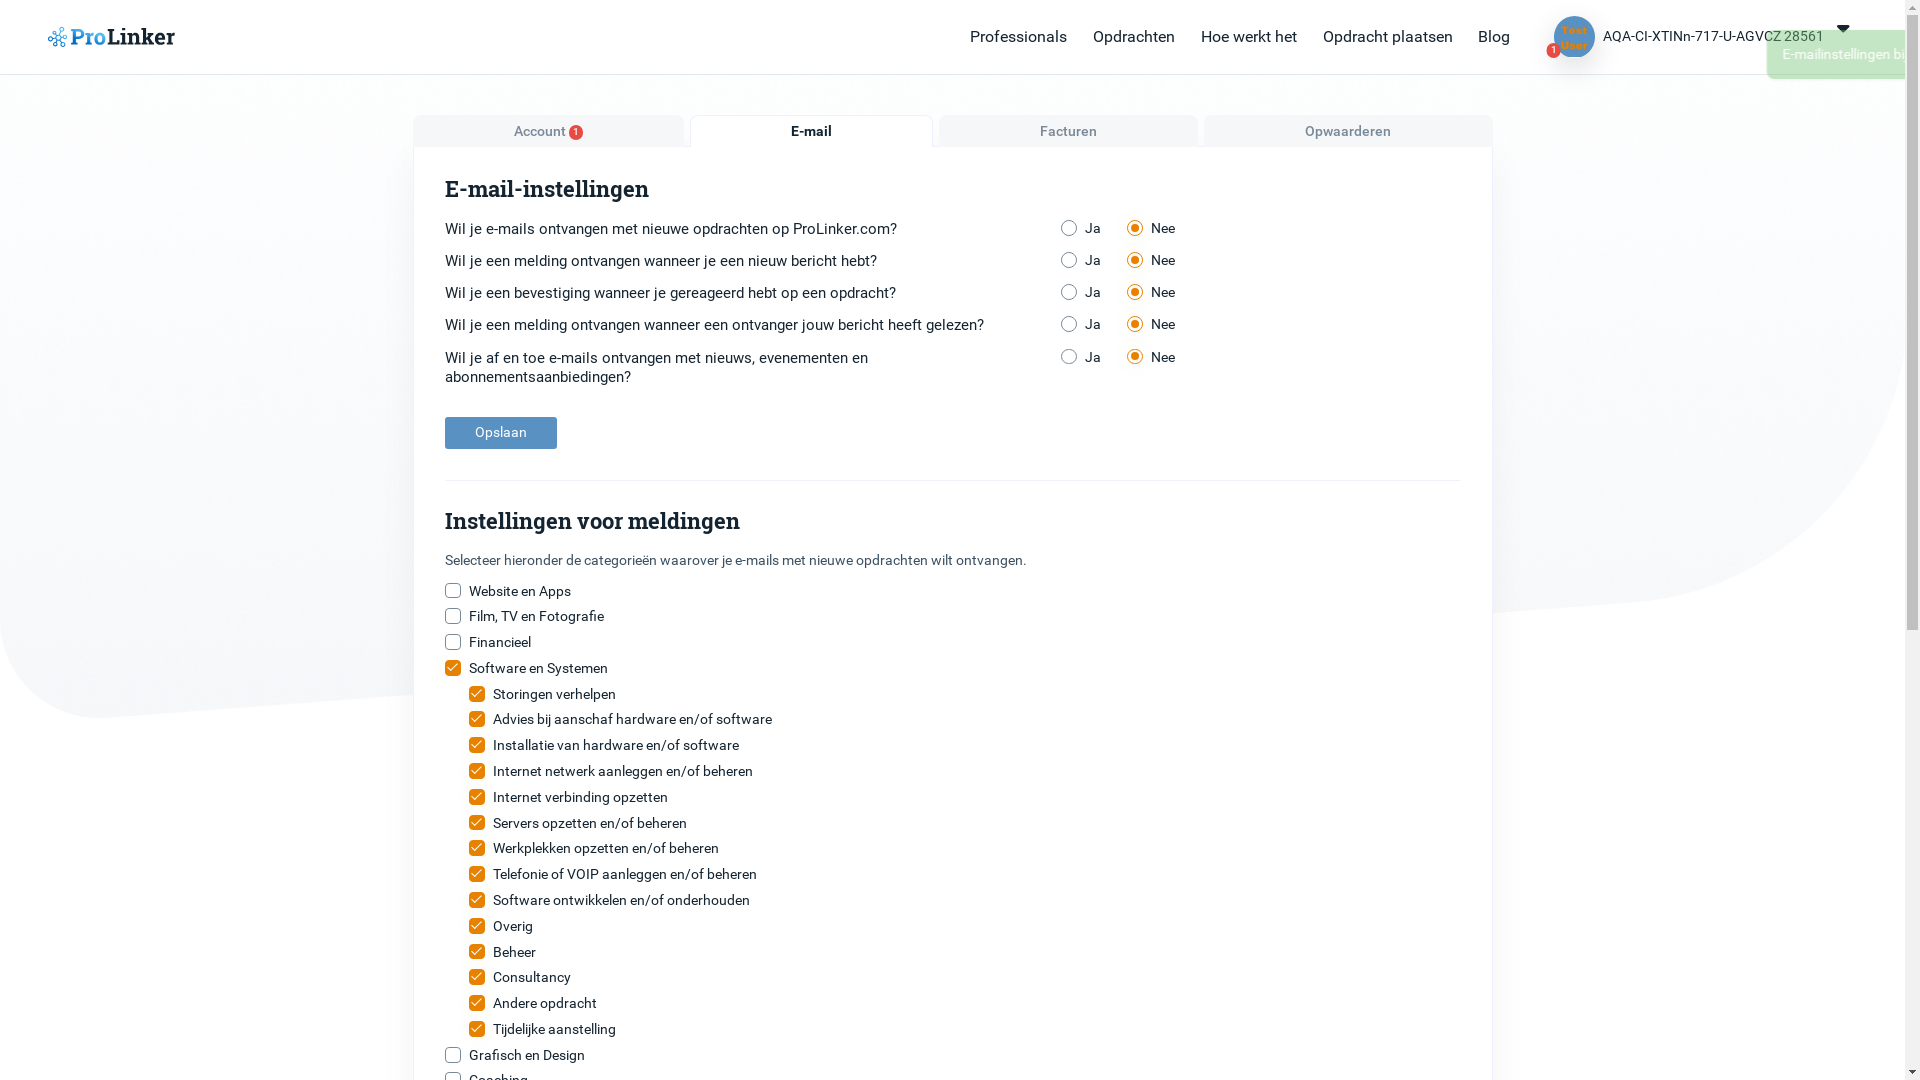 ProLinker
Professionals
Opdrachten
Hoe werkt het
Opdracht plaatsen
Blog
Test
User
1
AQA-CI-XTINn-717-U-AGVCZ 28561
E-mailinstellingen
Account 1
E-mail
Facturen
Opwaarderen
E-mail-instellingen
Wil je e-mails ontvangen met nieuwe opdrachten op ProLinker.com? Ja Nee
Wil je een melding ontvangen wanneer je een nieuw bericht hebt? Ja Nee
Wil je een bevestiging wanneer je gereageerd hebt op een opdracht? Ja Nee
Wil je een melding ontvangen wanneer een ontvanger jouw bericht heeft gelezen? Ja Nee
Wil je af en toe e-mails ontvangen met nieuws, evenementen en Ja Nee
abonnementsaanbiedingen?
Opslaan
Instellingen voor meldingen
Selecteer hieronder de categorieën waarover je e-mails met nieuwe opdrachten wilt ontvangen.
Website en Apps
Film, TV en Fotografie
Financieel
Software en Systemen
Storingen verhelpen
Advies bij aanschaf hardware en/of software
Installatie van hardware en/of software
Internet netwerk aanleggen en/of beheren
Internet verbinding opzetten
Servers opzetten en/of beheren
Werkplekken opzetten en/of beheren
Telefonie of VOIP aanleggen en/of beheren
Software ontwikkelen en/of onderhouden
Overig
Beheer
Consultancy
Andere opdracht
Tijdelijke aanstelling
Grafisch en Design
Coaching